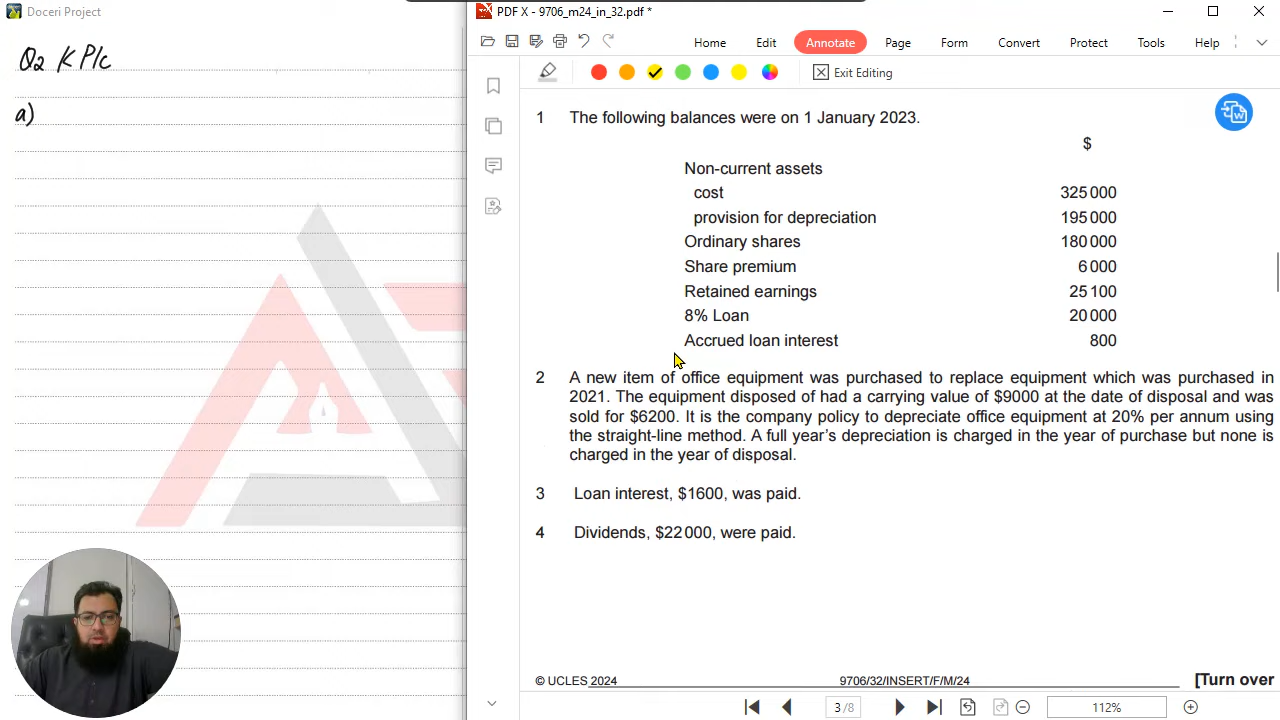 Doceri Project
PDF X - 9706_m24_in_32.pdf *
Home Edit Annotate Page Form Convert Protect Tools Help
Exit Editing
Q2 K Plc
a)
1 The following balances were on 1 January 2023.
$
Non-current assets
cost 325 000
provision for depreciation 195 000
Ordinary shares 180 000
Share premium 6 000
Retained earnings 25 100
8% Loan 20 000
Accrued loan interest 800
2 A new item of office equipment was purchased to replace equipment which was purchased in
2021. The equipment disposed of had a carrying value of $9000 at the date of disposal and was
sold for $6200. It is the company policy to depreciate office equipment at 20% per annum using
the straight-line method. A full year's depreciation is charged in the year of purchase but none is
charged in the year of disposal.
3 Loan interest, $1600, was paid.
4 Dividends, $22 000, were paid.
© UCLES 2024 9706/32/INSERT/F/M/24 [Turn over
3 /8 112%